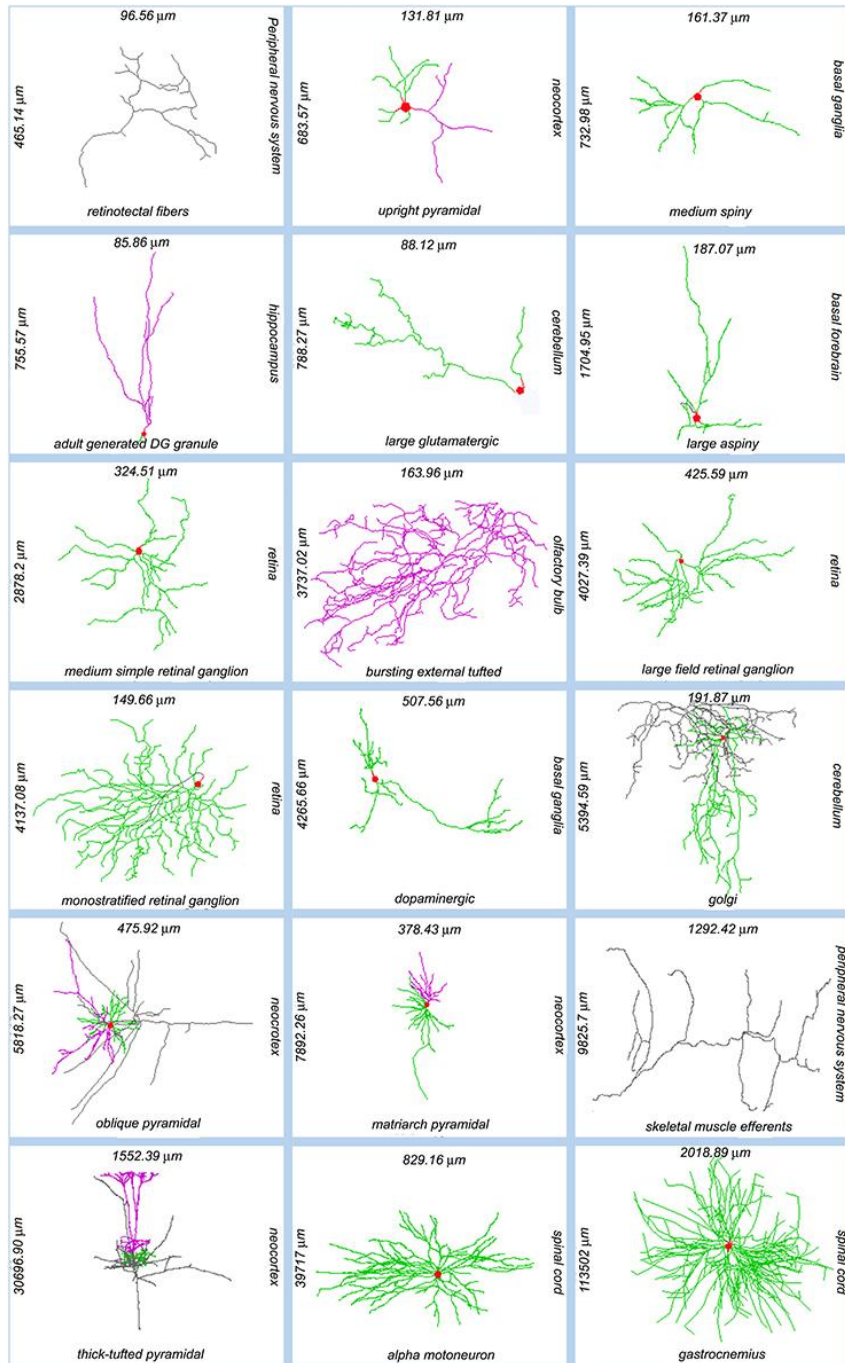 96.56 μm
465.14 μm
Peripheral nervous system
retinotectal fibers
131.81 μm
683.57 μm
neocortex
upright pyramidal
161.37 μm
732.98 μm
basal ganglia
medium spiny
85.86 μm
755.57 μm
hippocampus
adult generated DG granule
88.12 μm
788.27 μm
cerebellum
large glutamatergic
187.07 μm
1704.95 μm
basal forebrain
large aspiny
324.51 μm
2878.2 μm
retina
medium simple retinal ganglion
163.96 μm
3737.02 μm
olfactory bulb
bursting external tufted
425.59 μm
4027.39 μm
retina
large field retinal ganglion
149.66 μm
4137.08 μm
retina
monostratified retinal ganglion
507.56 μm
4265.66 μm
basal ganglia
dopaminergic
191.87 μm
5394.59 μm
cerebellum
golgi
475.92 μm
5818.27 μm
neocrotex
oblique pyramidal
378.43 μm
7892.26 μm
neocortex
matriarch pyramidal
1292.42 μm
9825.7 μm
peripheral nervous system
skeletal muscle efferents
1552.39 μm
30696.90 μm
neocortex
thick-tufted pyramidal
829.16 μm
39717 μm
spinal cord
alpha motoneuron
2018.89 μm
113502 μm
spinal cord
gastrocnemius